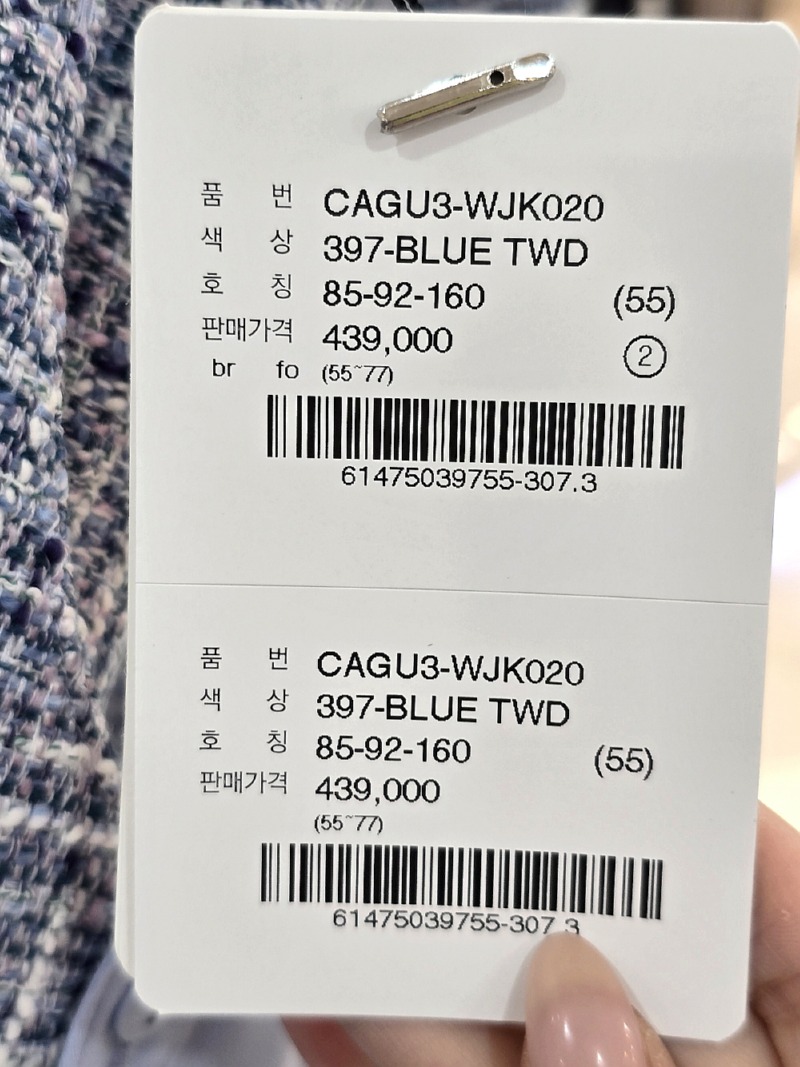 품 번 CAGU3-WJK020
색 상 397-BLUE TWD
호 칭 85-92-160 (55)
판매가격 439,000 ②
br fo (55~77)
61475039755-307.3
품 번 CAGU3-WJK020
색 상 397-BLUE TWD
호 칭 85-92-160 (55)
판매가격 439,000
(55~77)
61475039755-307.3